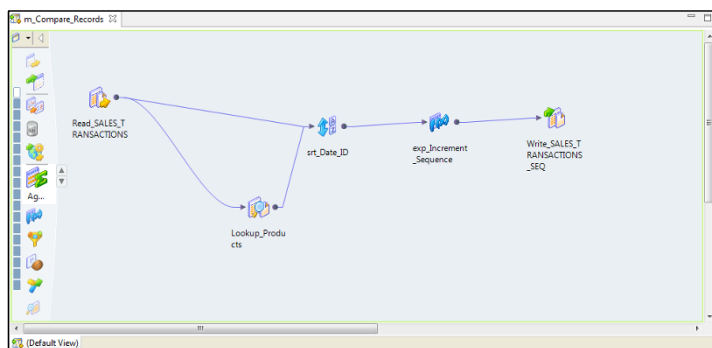 m_Compare_Records
Read_SALES_T
RANSACTIONS
srt_Date_ID
exp_Increment
_Sequence
Write_SALES_T
RANSACTIONS
_SEQ
Ag...
Lookup_Produ
cts
(Default View)